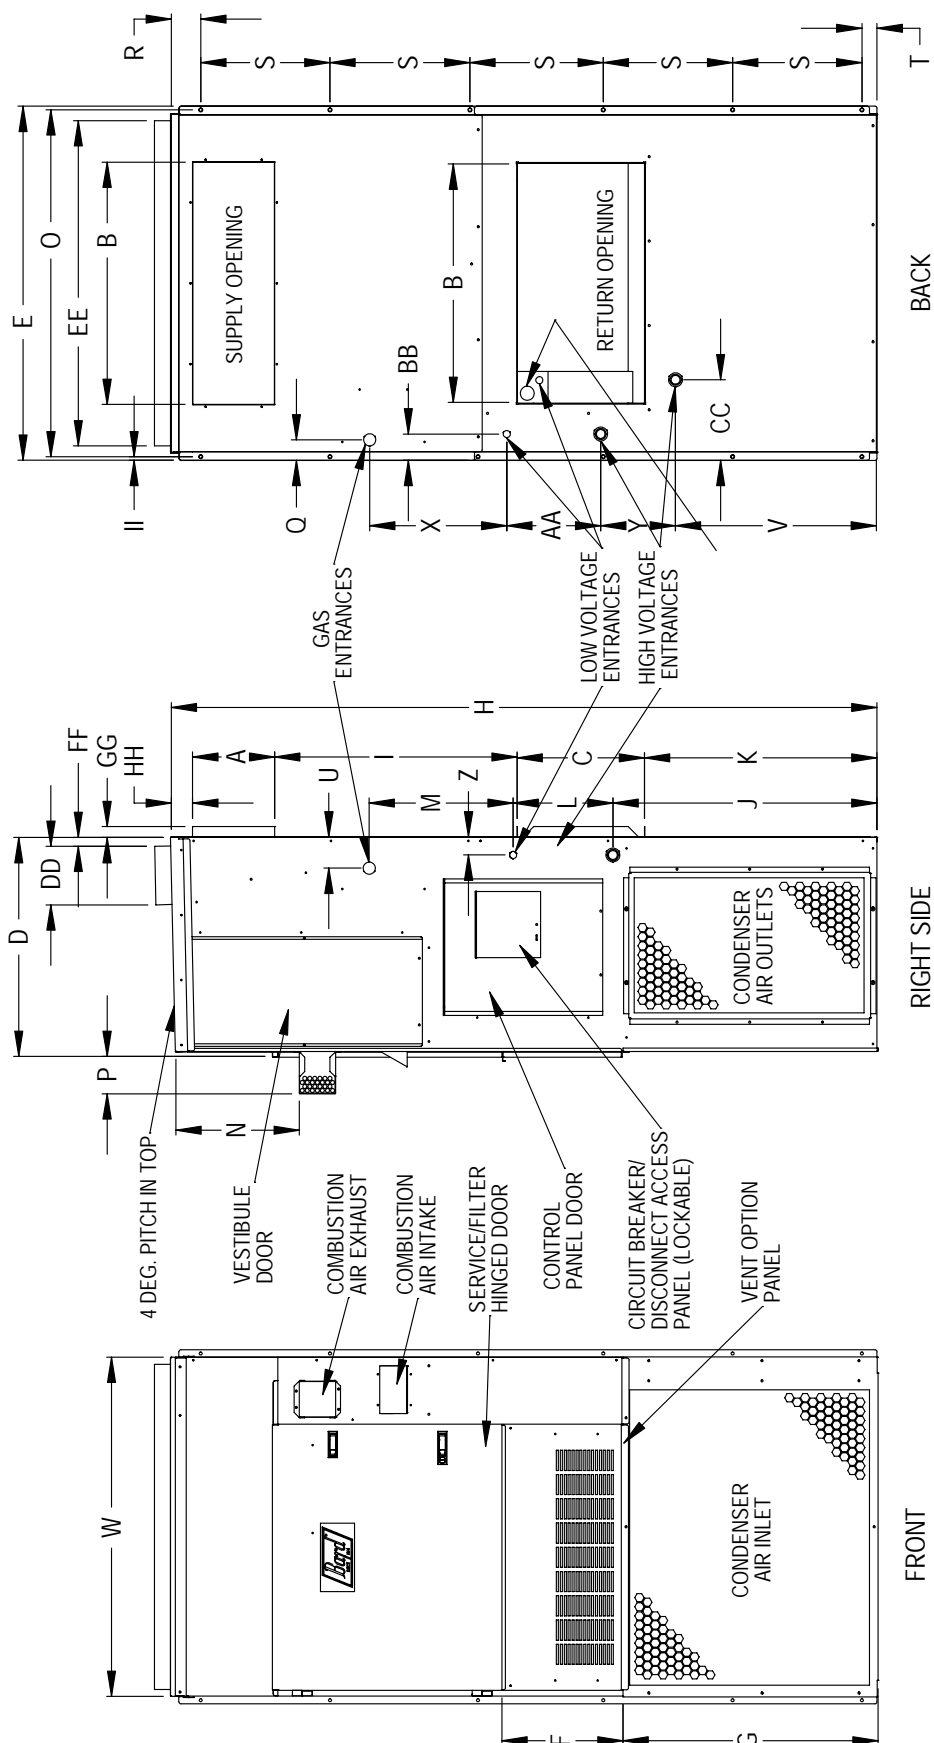 W
F
G
Bard
4 DEG. PITCH IN TOP
VESTIBULE
DOOR
COMBUSTION
AIR EXHAUST
COMBUSTION
AIR INTAKE
SERVICE/FILTER
HINGED DOOR
CONTROL
PANEL DOOR
CIRCUIT BREAKER/
DISCONNECT ACCESS
PANEL (LOCKABLE)
VENT OPTION
PANEL
CONDENSER
AIR INLET
FRONT
P
D
DD
FF
GG
HH
N
A
I
U
M
Z
C
L
K
J
H
CONDENSER
AIR OUTLETS
RIGHT SIDE
GAS
ENTRANCES
LOW VOLTAGE
ENTRANCES
HIGH VOLTAGE
ENTRANCES
E
O
EE
B
II
Q
BB
X
AA
Y
V
CC
B
SUPPLY OPENING
RETURN OPENING
R
S
S
S
S
S
T
BACK